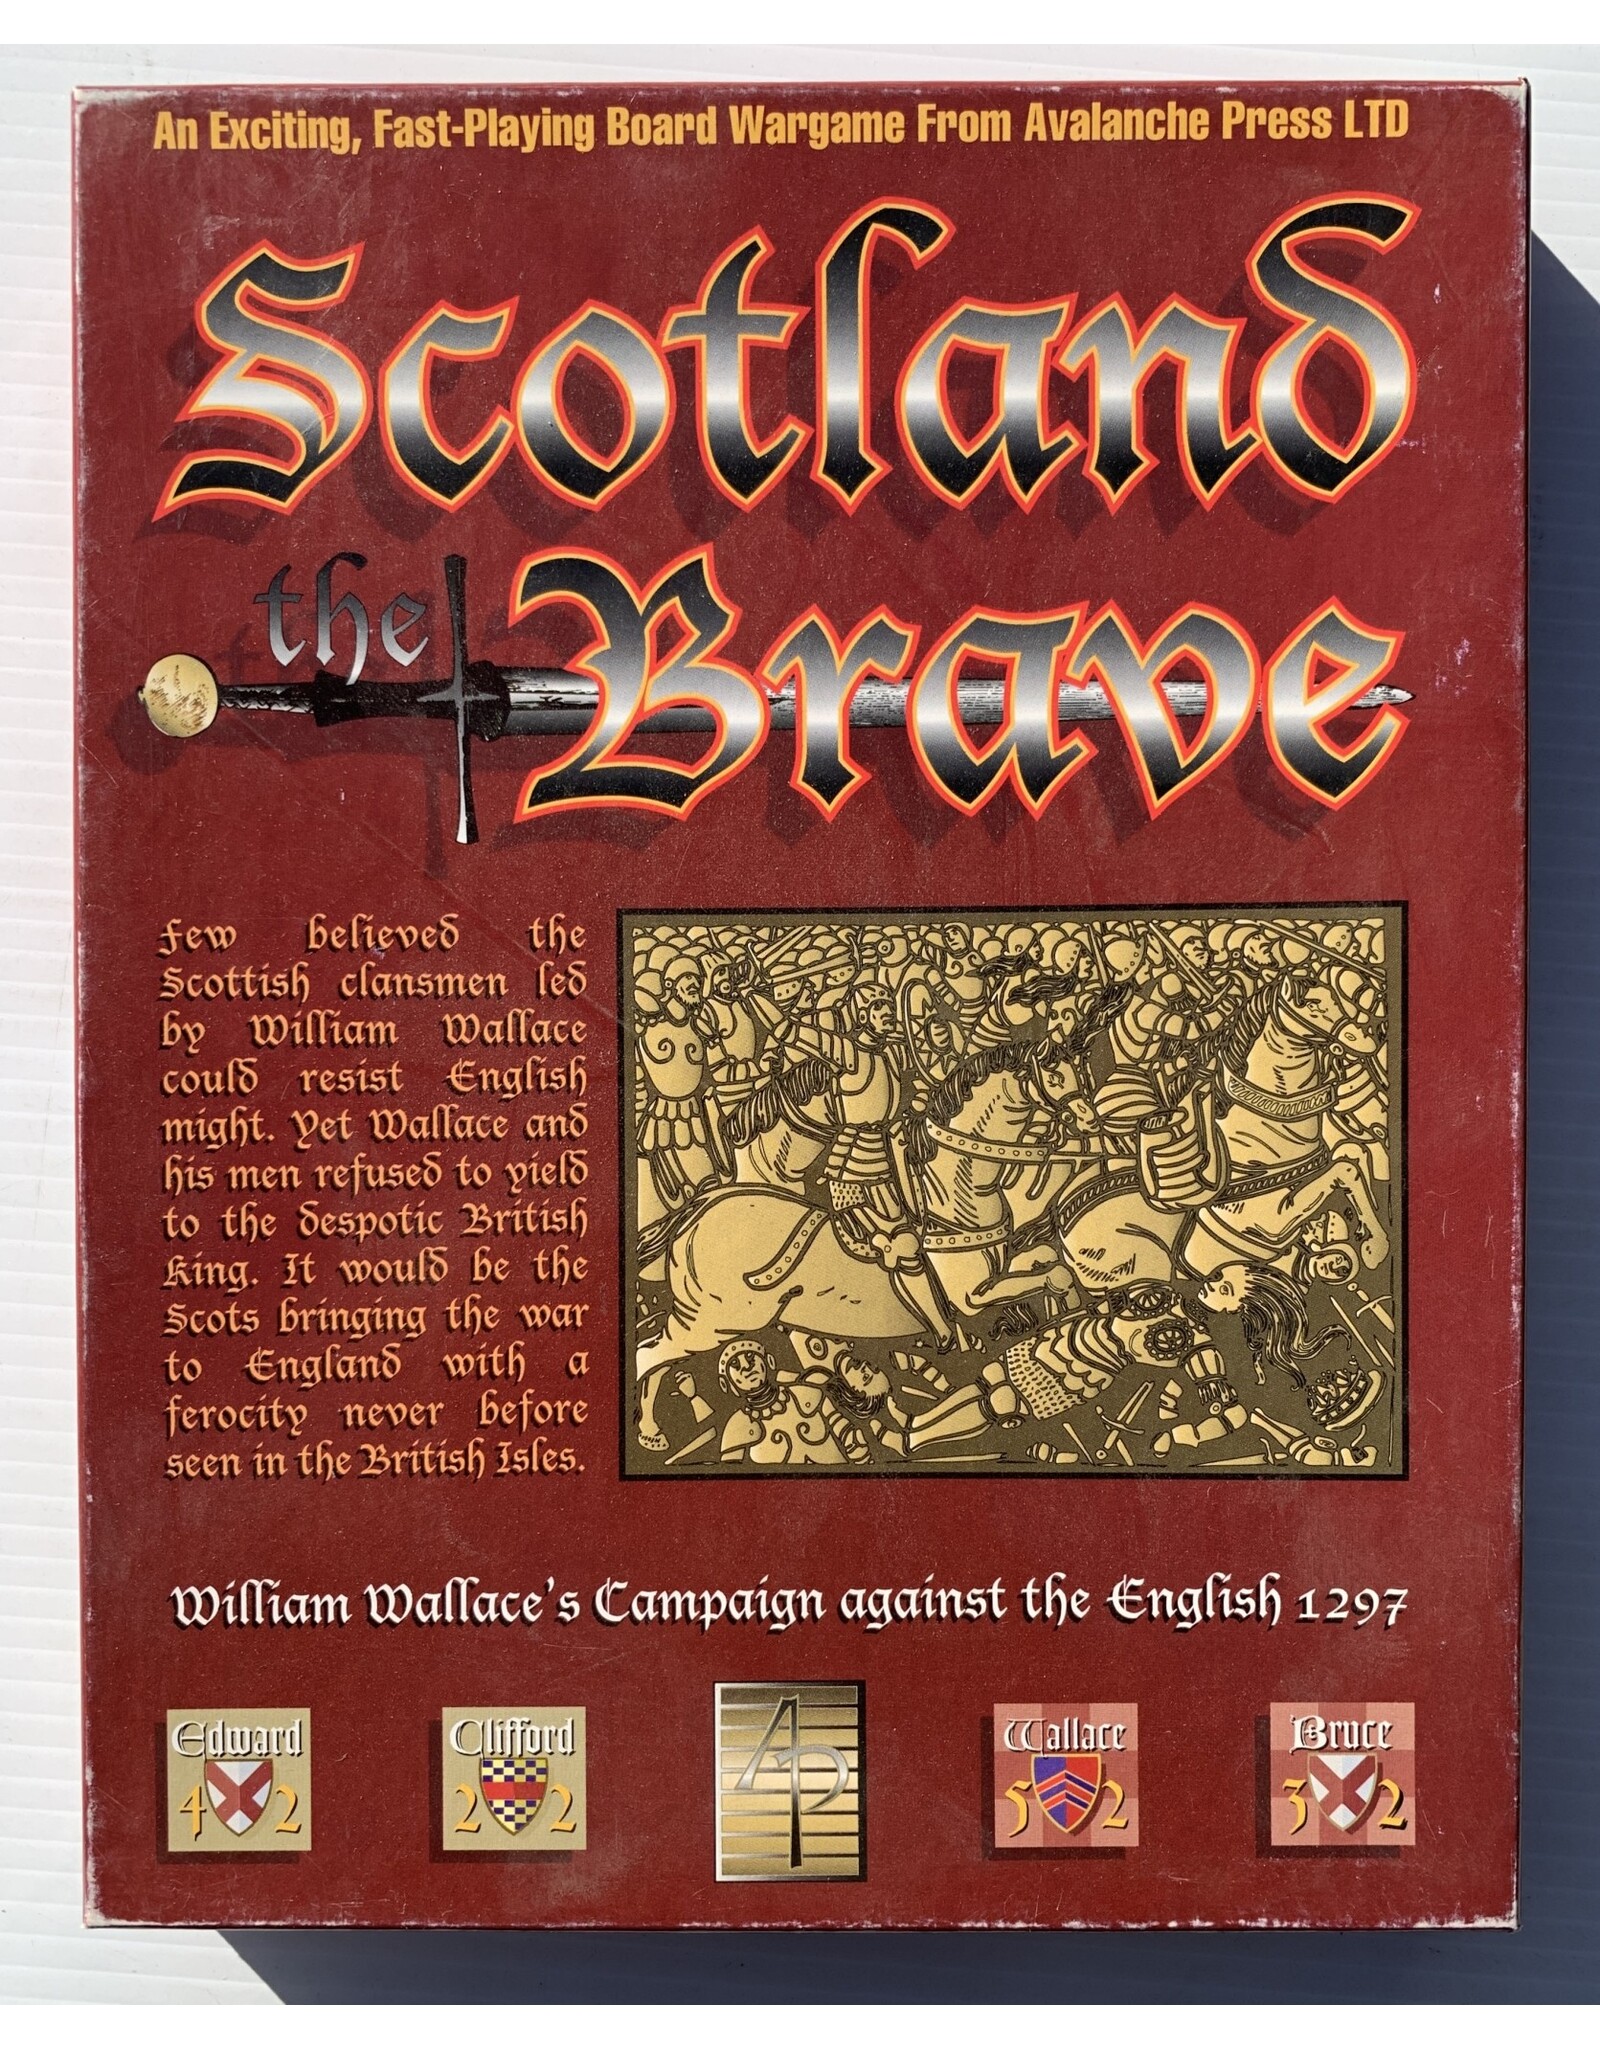 An Exciting, Fast-Playing Board Wargame From Avalanche Press LTD
Scotland
the Brave
Few believed the
Scottish clansmen led
by William Wallace
could resist English
might. Yet Wallace and
his men refused to yield
to the despotic British
King. It would be the
Scots bringing the war
to England with a
ferocity never before
seen in the British Isles.
William Wallace's Campaign against the English 1297
Edward
4 2
Clifford
2 2
AP
Wallace
5 2
Bruce
3 2